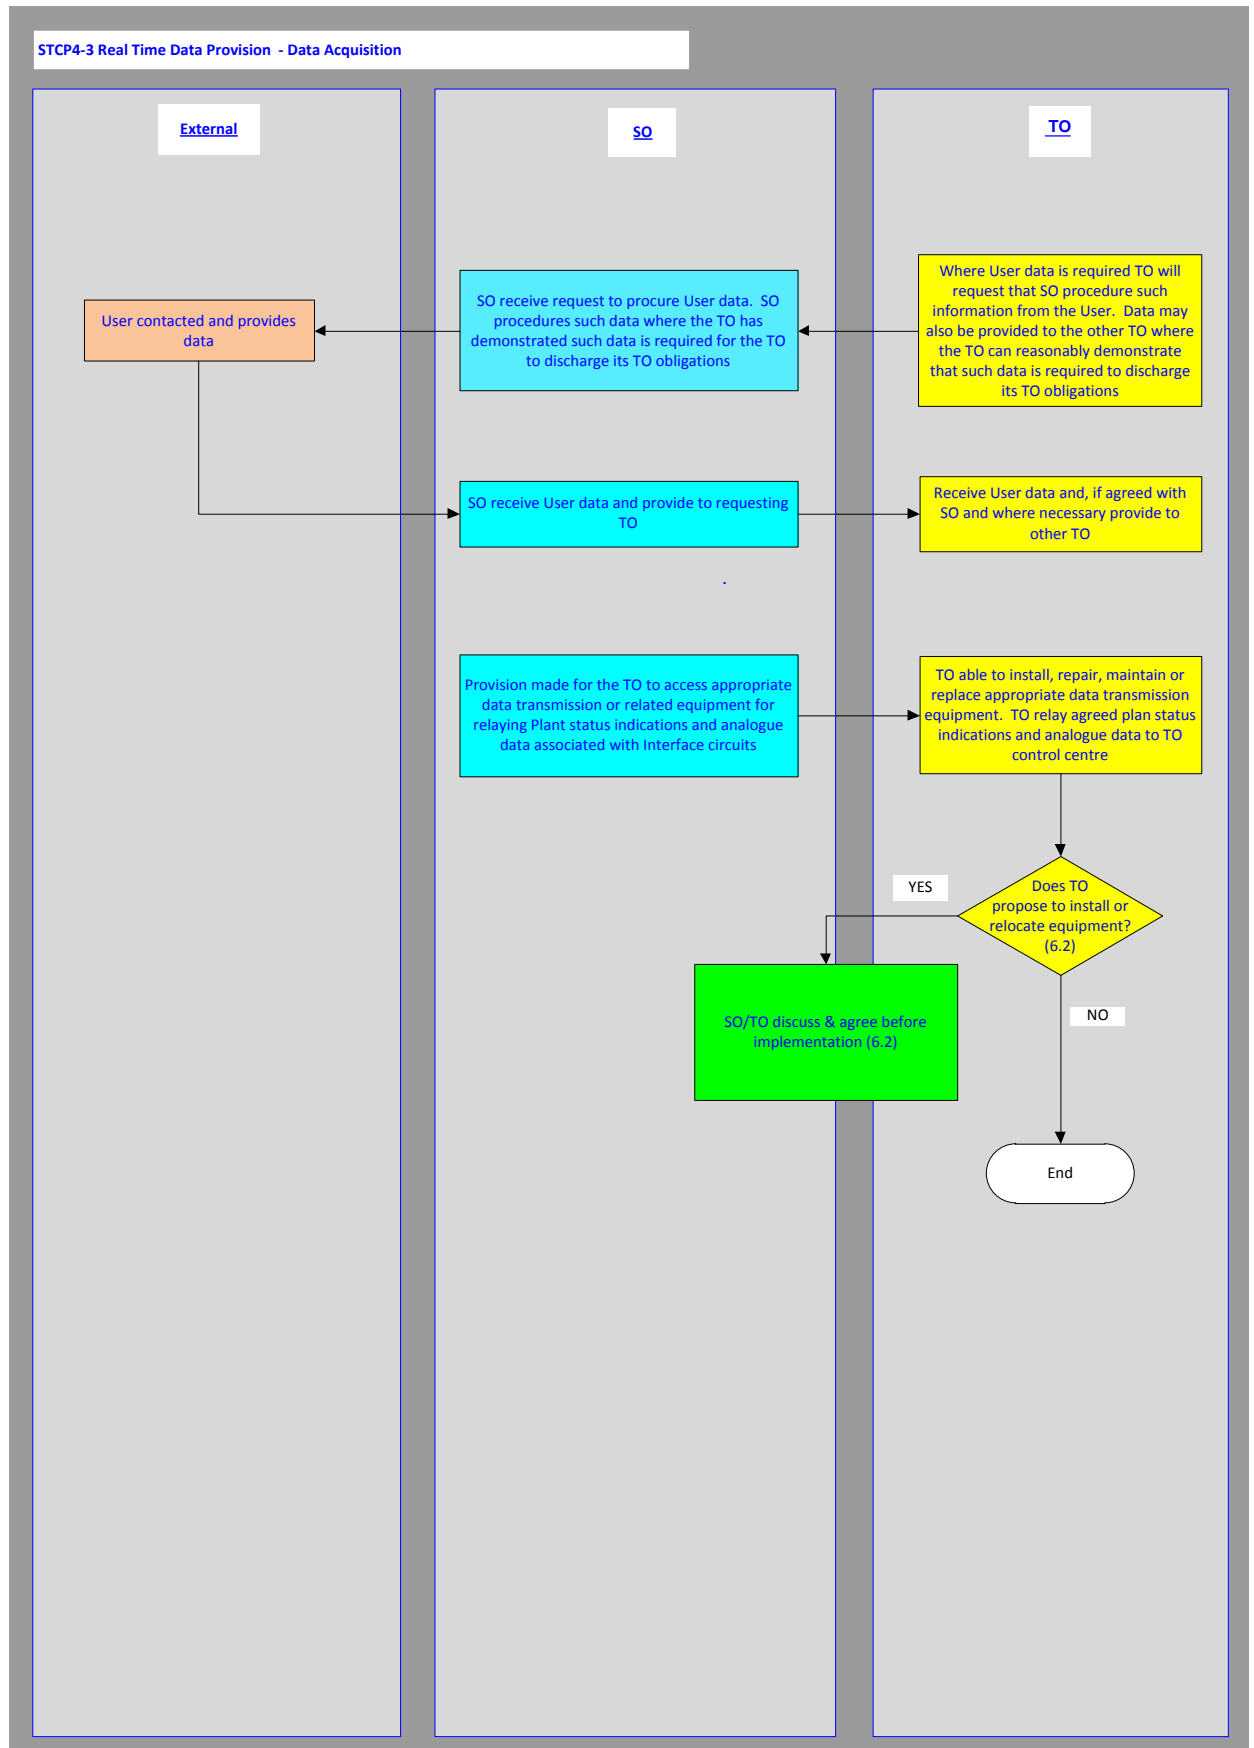 STCP4-3 Real Time Data Provision - Data Acquisition
External
SO
TO
Where User data is required TO will
request that SO procedure such
information from the User. Data may
also be provided to the other TO where
the TO can reasonably demonstrate
that such data is required to discharge
its TO obligations
SO receive request to procure User data. SO
procedures such data where the TO has
demonstrated such data is required for the TO
to discharge its TO obligations
User contacted and provides
data
SO receive User data and provide to requesting
TO
Receive User data and, if agreed with
SO and where necessary provide to
other TO
.
Provision made for the TO to access appropriate
data transmission or related equipment for
relaying Plant status indications and analogue
data associated with Interface circuits
TO able to install, repair, maintain or
replace appropriate data transmission
equipment. TO relay agreed plan status
indications and analogue data to TO
control centre
Does TO
propose to install or
relocate equipment?
(6.2)
YES
SO/TO discuss & agree before
implementation (6.2)
NO
End